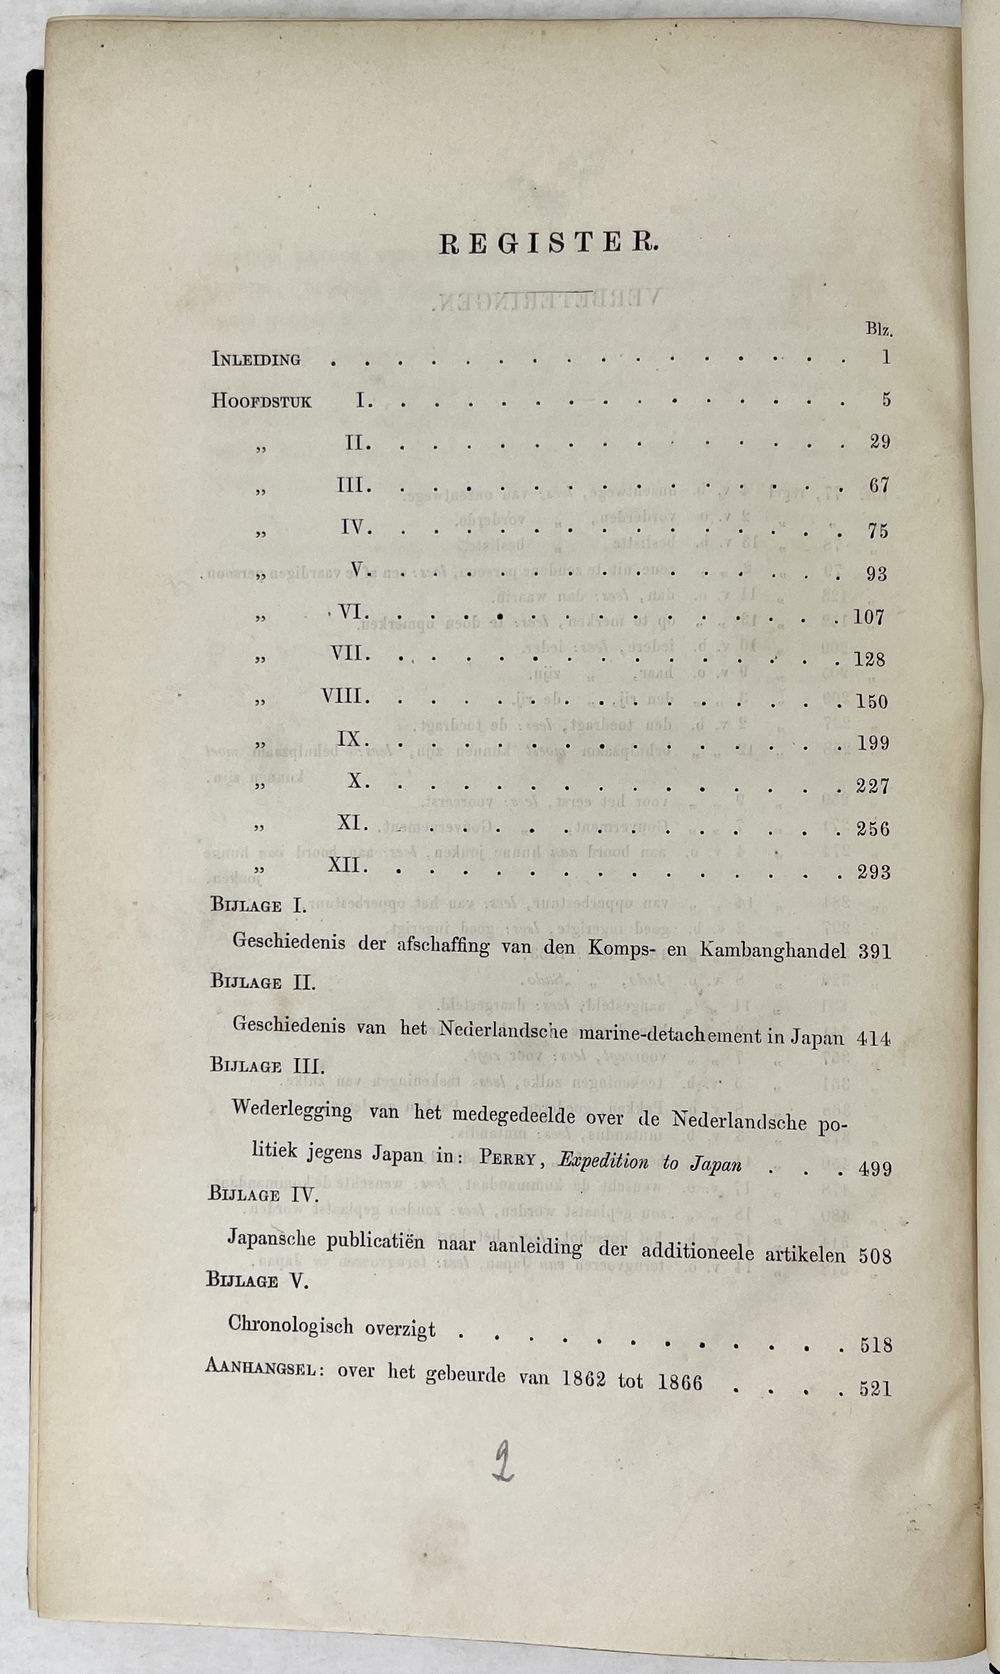 REGISTER.
Blz.
INLEIDING . . . . . . . . . . . . . . . . 1
HOOFDSTUK I. . . . . . . . . . . . . . . . 5
„ II. . . . . . . . . . . . . . . 29
„ III. . . . . . . . . . . . . . . 67
„ IV. . . . . . . . . . . . . . . 75
„ V. . . . . . . . . . . . . . . 93
„ VI. . . . . . . . . . . . . . . 107
„ VII. . . . . . . . . . . . . . . 128
„ VIII. . . . . . . . . . . . . . . 150
„ IX. . . . . . . . . . . . . . . 199
„ X. . . . . . . . . . . . . . . 227
„ XI. . . . . . . . . . . . . . . 256
„ XII. . . . . . . . . . . . . . . 293
BIJLAGE I.
Geschiedenis der afschaffing van den Komps- en Kambanghandel 391
BIJLAGE II.
Geschiedenis van het Nederlandsche marine-detachement in Japan 414
BIJLAGE III.
Wederlegging van het medegedeelde over de Nederlandsche po-
litiek jegens Japan in: PERRY, Expedition to Japan . . . 499
BIJLAGE IV.
Japansche publicatiën naar aanleiding der additioneele artikelen 508
BIJLAGE V.
Chronologisch overzigt . . . . . . . . . . . . 518
AANHANGSEL: over het gebeurde van 1862 tot 1866 . . . . 521
2